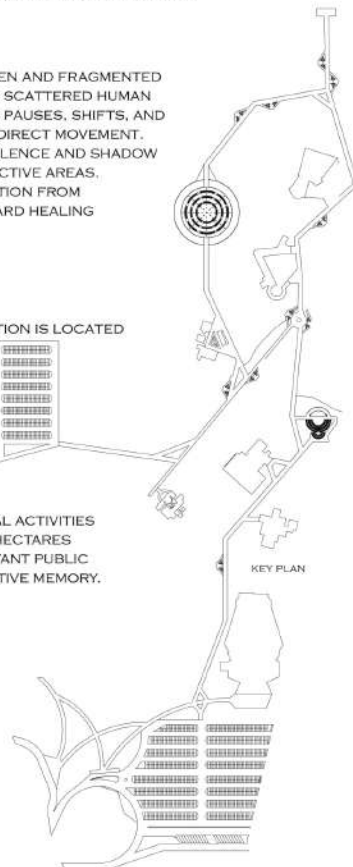 EN AND FRAGMENTED
SCATTERED HUMAN
PAUSES, SHIFTS, AND
DIRECT MOVEMENT.
LENCE AND SHADOW
CTIVE AREAS.
TION FROM
ARD HEALING
TION IS LOCATED
AL ACTIVITIES
HECTARES
TANT PUBLIC
TIVE MEMORY.
KEY PLAN